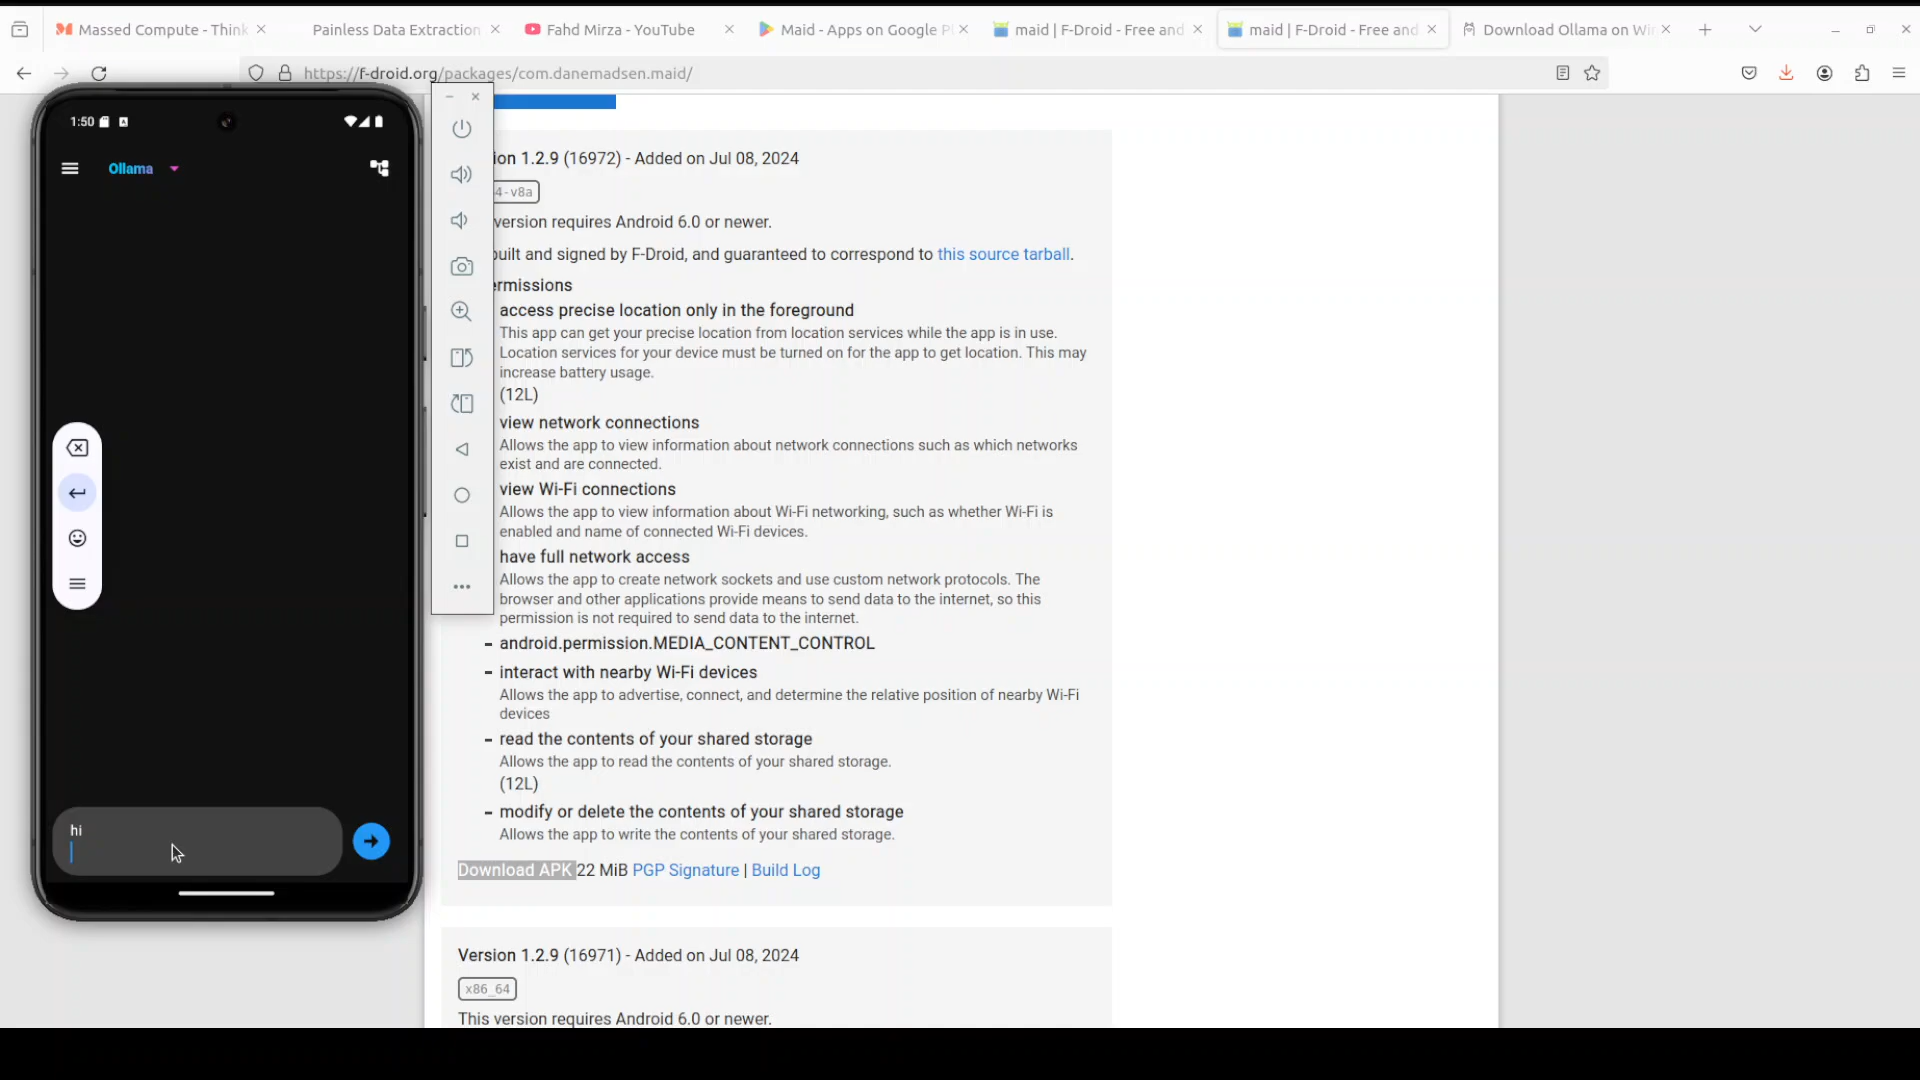 Massed Compute - Think
Painless Data Extraction
Fahd Mirza - YouTube
Maid - Apps on Google Pl
maid | F-Droid - Free and
maid | F-Droid - Free and
Download Ollama on Wi
https://f-droid.org/packages/com.danemadsen.maid/
1:50
Ollama
hi
ion 1.2.9 (16972) - Added on Jul 08, 2024
4-v8a
version requires Android 6.0 or newer.
built and signed by F-Droid, and guaranteed to correspond to this source tarball.
ermissions
access precise location only in the foreground
This app can get your precise location from location services while the app is in use.
Location services for your device must be turned on for the app to get location. This may
increase battery usage.
(12L)
view network connections
Allows the app to view information about network connections such as which networks
exist and are connected.
view Wi-Fi connections
Allows the app to view information about Wi-Fi networking, such as whether Wi-Fi is
enabled and name of connected Wi-Fi devices.
have full network access
Allows the app to create network sockets and use custom network protocols. The
browser and other applications provide means to send data to the internet, so this
permission is not required to send data to the internet.
- android.permission.MEDIA_CONTENT_CONTROL
- interact with nearby Wi-Fi devices
Allows the app to advertise, connect, and determine the relative position of nearby Wi-Fi
devices
- read the contents of your shared storage
Allows the app to read the contents of your shared storage.
(12L)
- modify or delete the contents of your shared storage
Allows the app to write the contents of your shared storage.
Download APK 22 MiB PGP Signature | Build Log
Version 1.2.9 (16971) - Added on Jul 08, 2024
x86_64
This version requires Android 6.0 or newer.